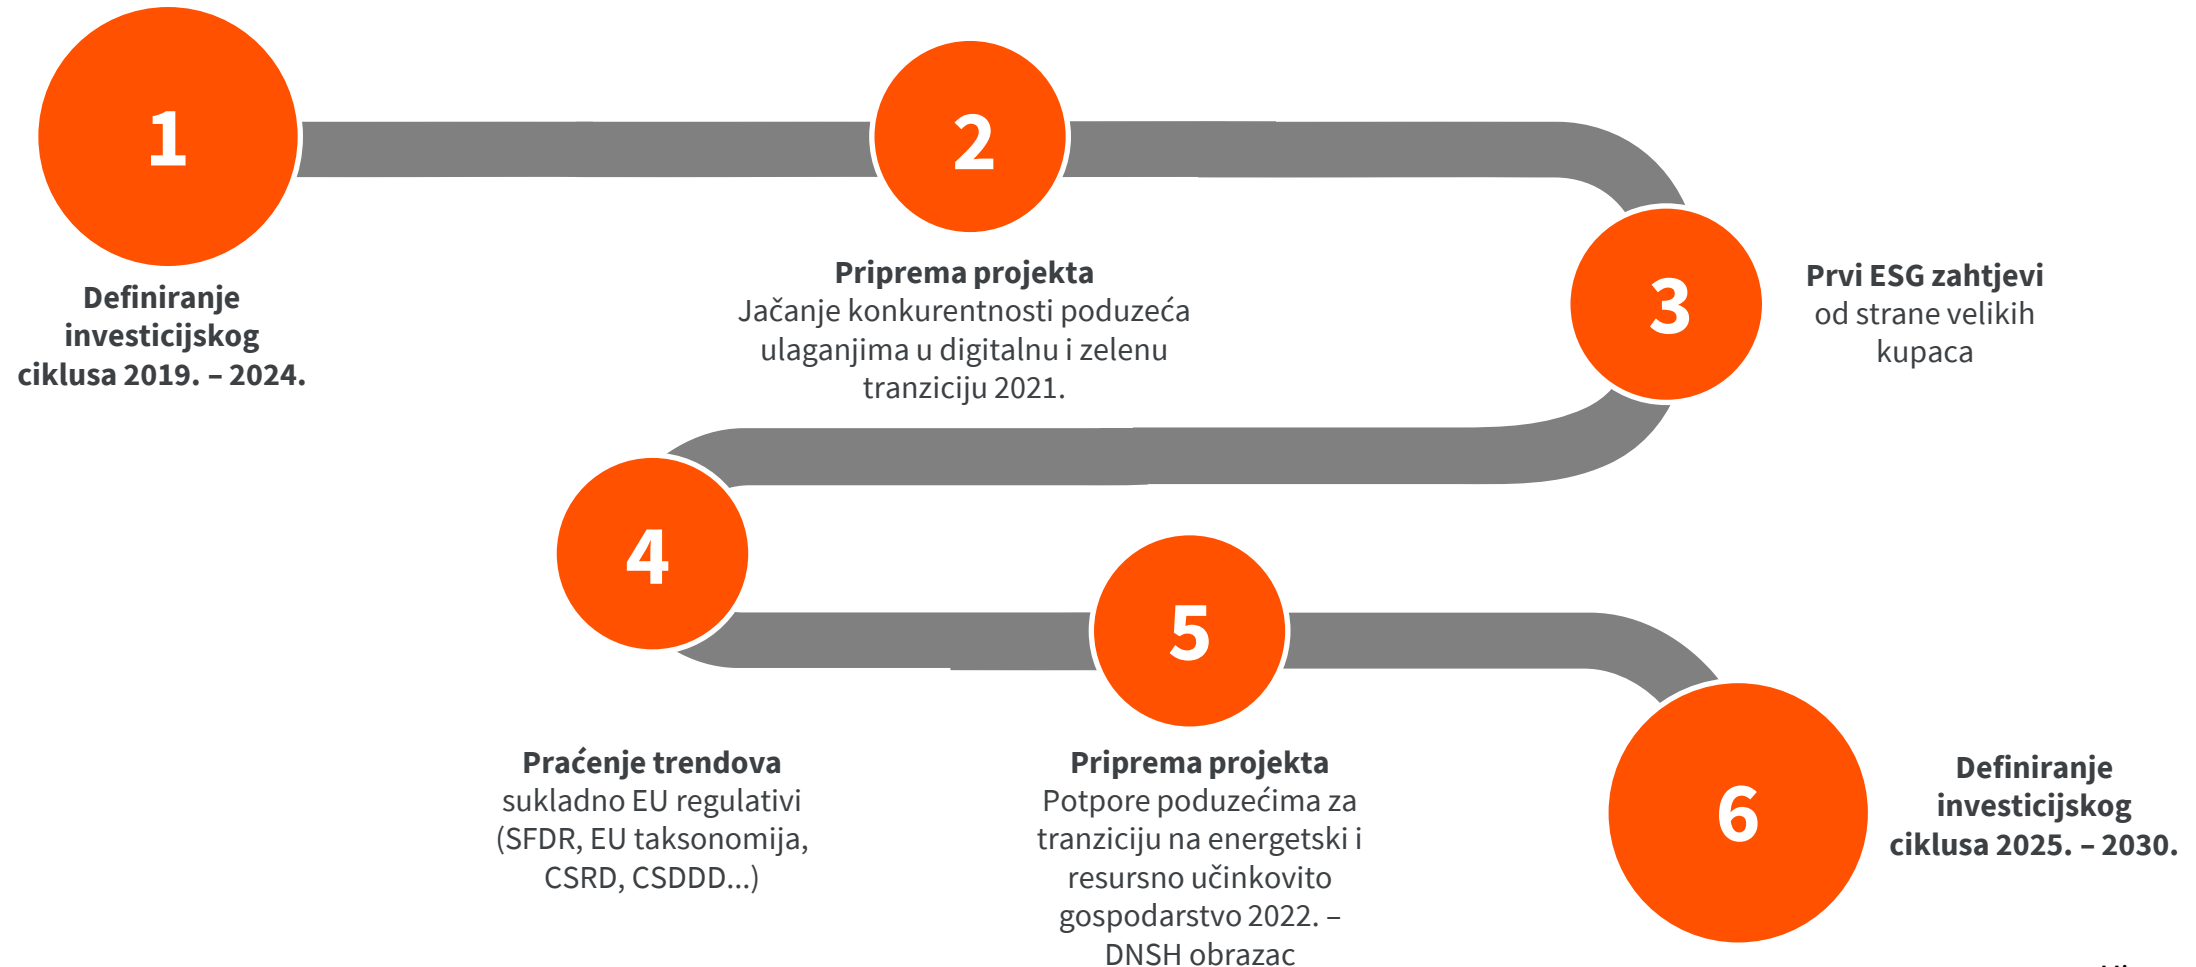 1
Definiranje
investicijskog
ciklusa 2019. – 2024.
2
Priprema projekta
Jačanje konkurentnosti poduzeća
ulaganjima u digitalnu i zelenu
tranziciju 2021.
3
Prvi ESG zahtjevi
od strane velikih
kupaca
4
Praćenje trendova
sukladno EU regulativi
(SFDR, EU taksonomija,
CSRD, CSDDD...)
5
Priprema projekta
Potpore poduzećima za
tranziciju na energetski i
resursno učinkovito
gospodarstvo 2022. –
DNSH obrazac
6
Definiranje
investicijskog
ciklusa 2025. – 2030.